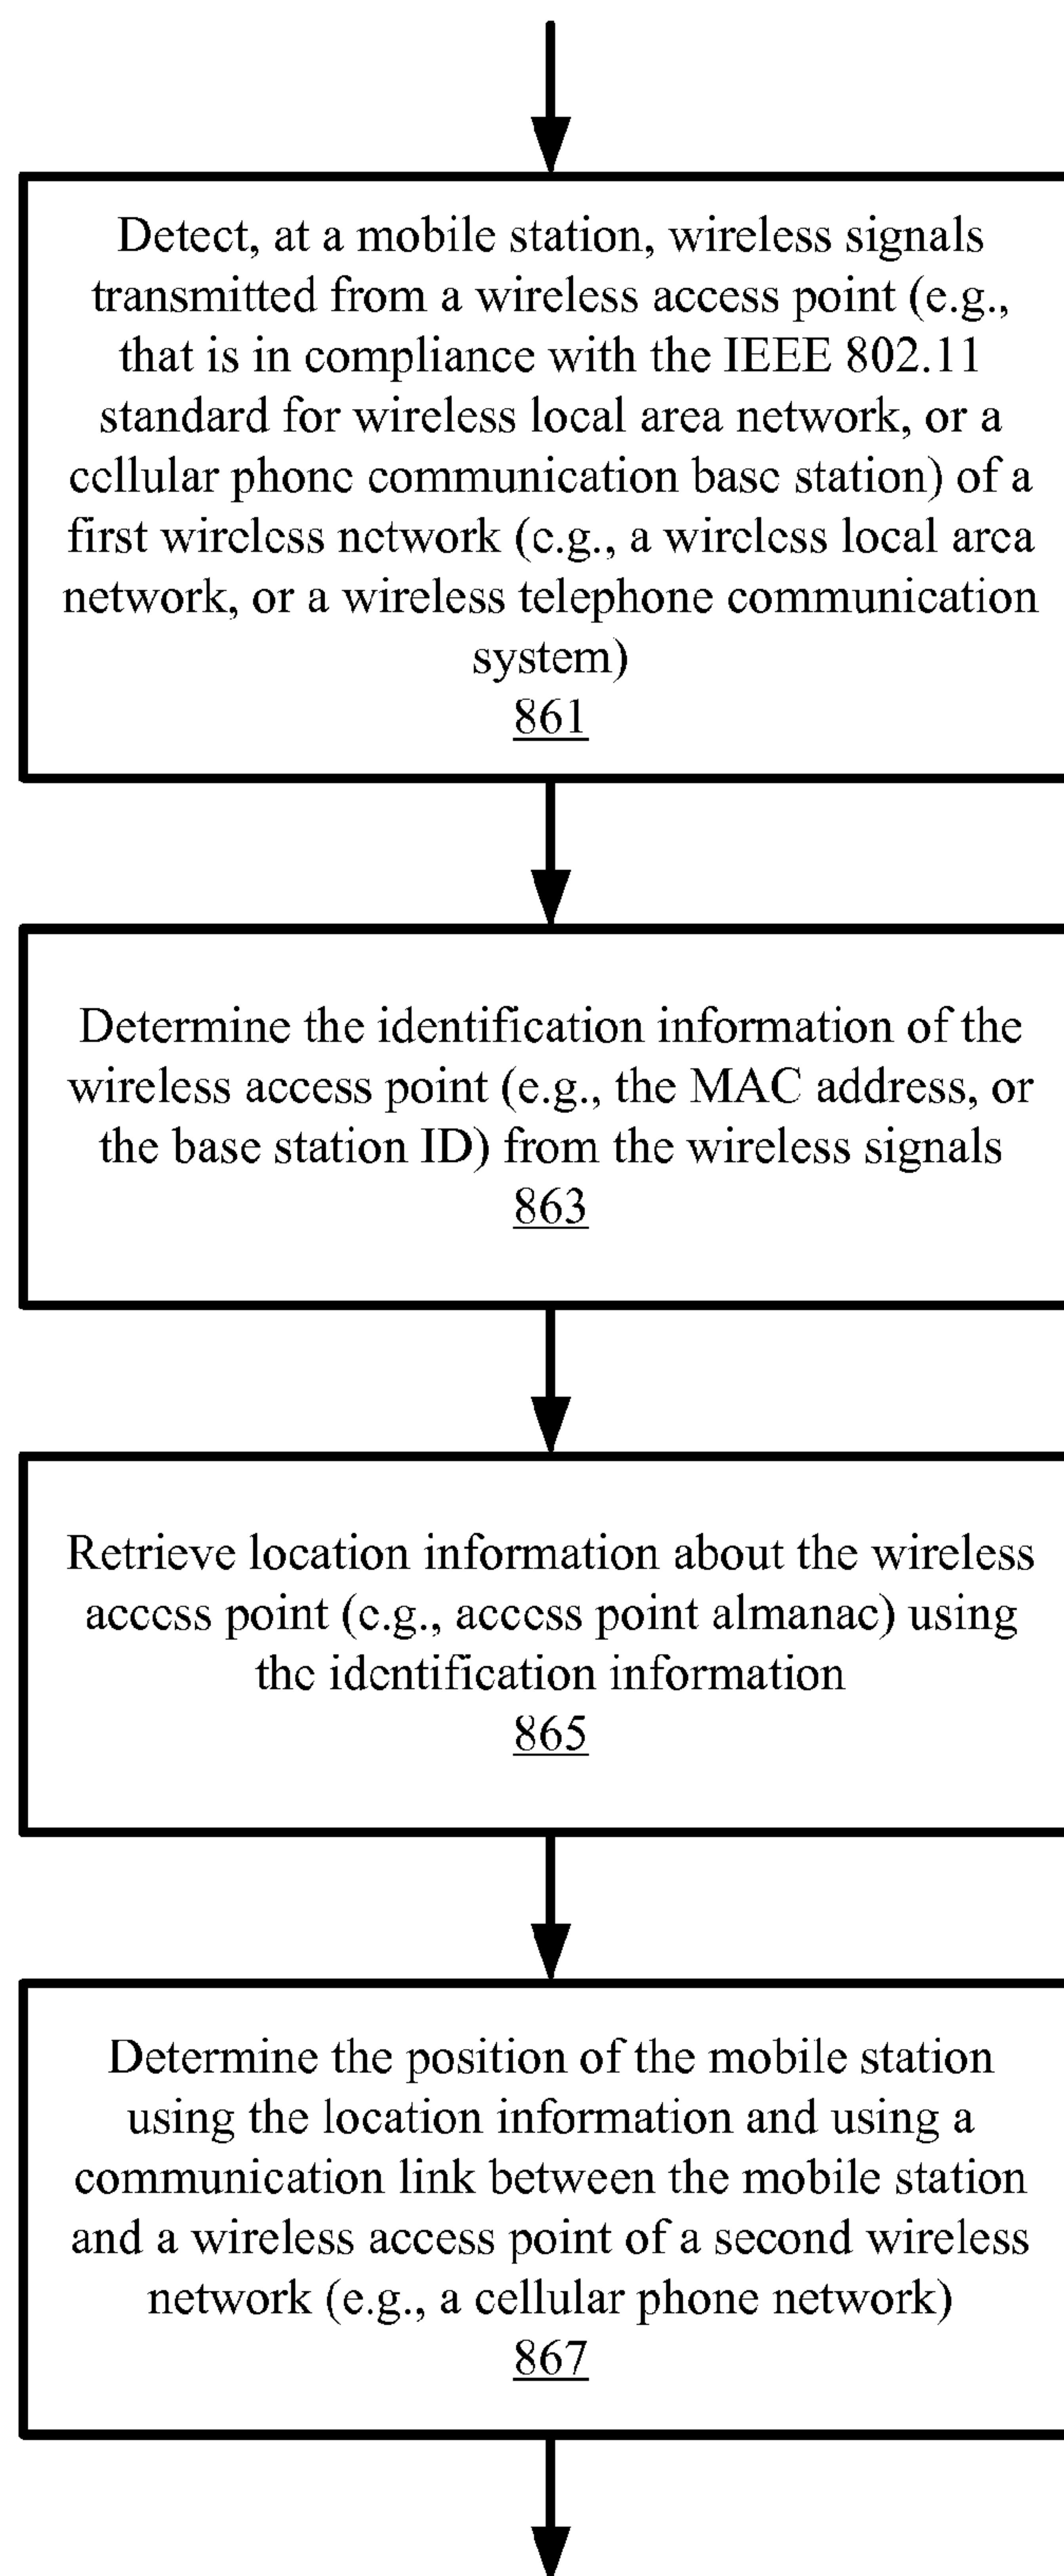 Detect, at a mobile station, wireless signals
transmitted from a wireless access point (e.g.,
that is in compliance with the IEEE 802.11
standard for wireless local area network, or a
cellular phone communication base station) of a
first wireless network (e.g., a wireless local area
network, or a wireless telephone communication
system)
861
Determine the identification information of the
wireless access point (e.g., the MAC address, or
the base station ID) from the wireless signals
863
Retrieve location information about the wireless
access point (e.g., access point almanac) using
the identification information
865
Determine the position of the mobile station
using the location information and using a
communication link between the mobile station
and a wireless access point of a second wireless
network (e.g., a cellular phone network)
867